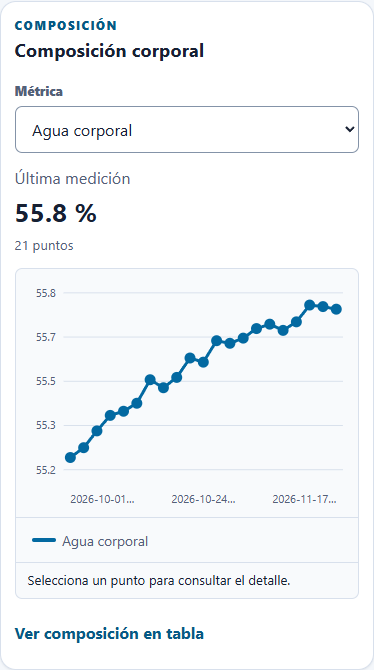 COMPOSICIÓN
Composición corporal
Métrica
Agua corporal
Última medición
55.8 %
21 puntos
55.8
55.7
55.5
55.3
55.2
2026-10-01... 2026-10-24... 2026-11-17...
Agua corporal
Selecciona un punto para consultar el detalle.
Ver composición en tabla